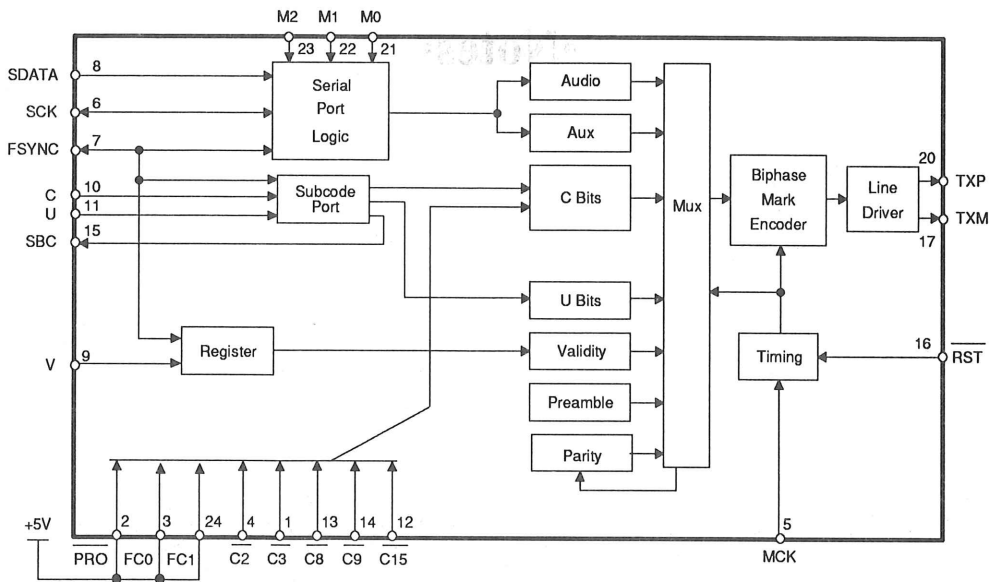 M2 M1 M0
23 22 21
SDATA 8
SCK 6
FSYNC 7
C 10
U 11
SBC 15
V 9
Serial
Port
Logic
Subcode
Port
Register
Audio
Aux
C Bits
U Bits
Validity
Preamble
Parity
Mux
Biphase
Mark
Encoder
Line
Driver
20 TXP
TXM
17
Timing
16 RST
5
MCK
+5V
2 3 24 4 1 13 14 12
PRO FC0 FC1 C2 C3 C8 C9 C15